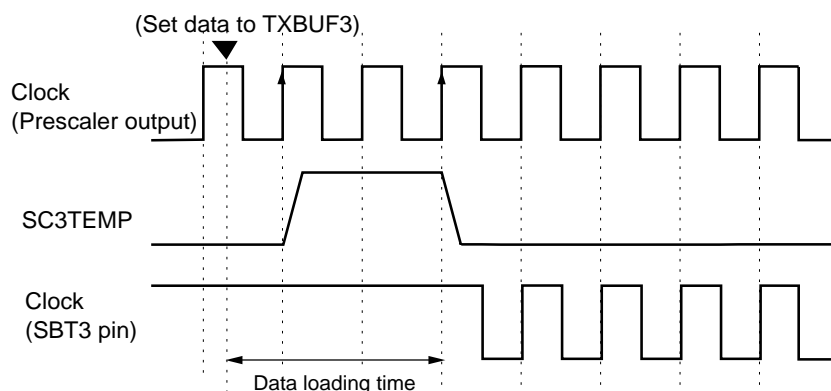 (Set data to TXBUF3)
Clock
(Prescaler output)
SC3TEMP
Clock
(SBT3 pin)
Data loading time